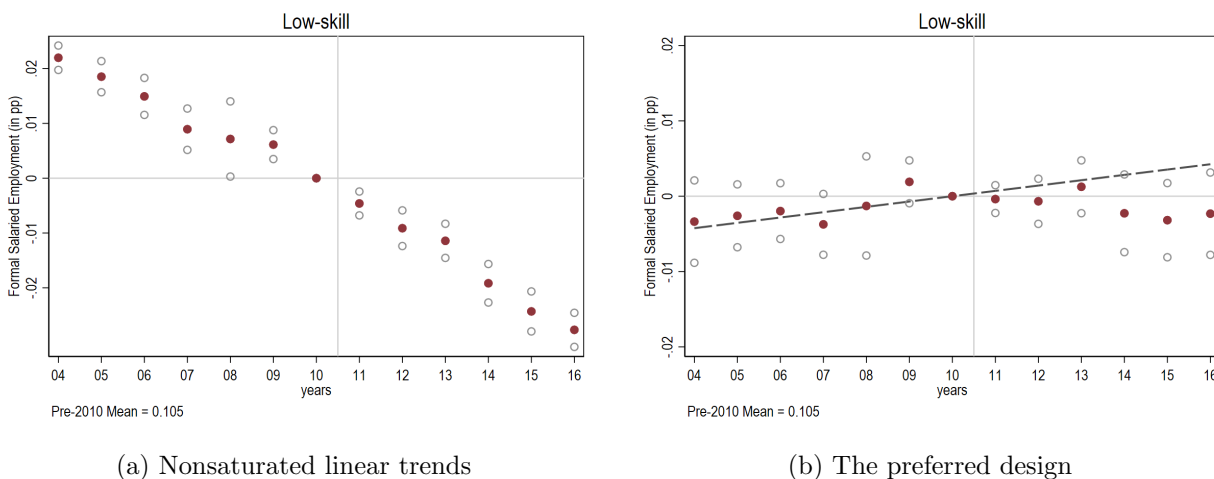 Low-skill
Formal Salaried Employment (in pp)
.02
.01
0
-.01
-.02
04 05 06 07 08 09 10 11 12 13 14 15 16
years
Pre-2010 Mean = 0.105
(a) Nonsaturated linear trends
Low-skill
Formal Salaried Employment (in pp)
.02
.01
0
-.01
-.02
04 05 06 07 08 09 10 11 12 13 14 15 16
years
Pre-2010 Mean = 0.105
(b) The preferred design